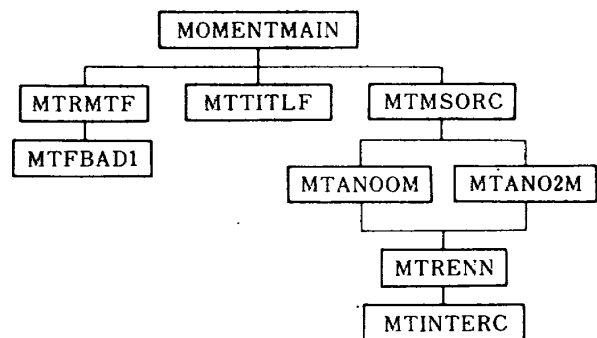 MOMENTMAIN
MTRMTF
MTTITLF
MTMSORC
MTFBAD1
MTANOOM
MTANO2M
MTRENN
MTINTERC